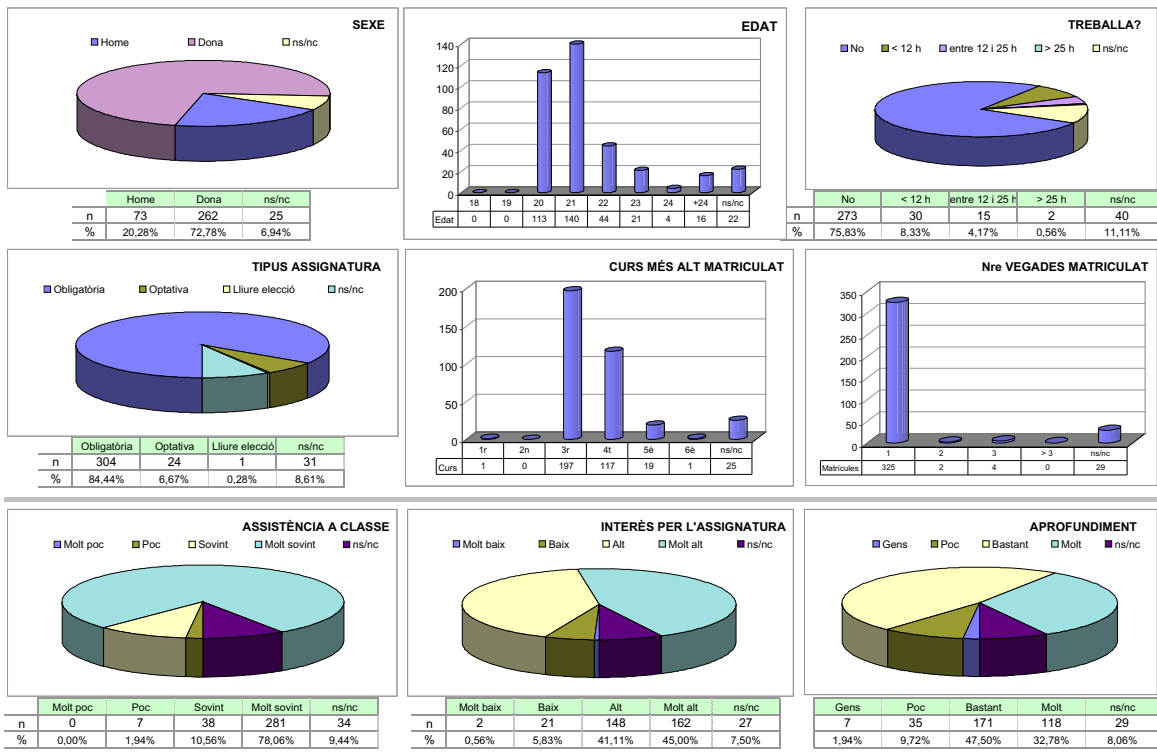 SEXE
Home Dona ns/nc
Home Dona ns/nc
n 73 262 25
% 20,28% 72,78% 6,94%
EDAT
140
120
100
80
60
40
20
0
18 19 20 21 22 23 24 +24 ns/nc
Edat 0 0 113 140 44 21 4 16 22
TREBALLA?
No < 12 h entre 12 i 25 h > 25 h ns/nc
No < 12 h entre 12 i 25 h > 25 h ns/nc
n 273 30 15 2 40
% 75,83% 8,33% 4,17% 0,56% 11,11%
TIPUS ASSIGNATURA
Obligatòria Optativa Lliure elecció ns/nc
Obligatòria Optativa Lliure elecció ns/nc
n 304 24 1 31
% 84,44% 6,67% 0,28% 8,61%
CURS MÉS ALT MATRICULAT
200
150
100
50
0
1r 2n 3r 4t 5è 6è ns/nc
Curs 1 0 197 117 19 1 25
Nre VEGADES MATRICULAT
350
300
250
200
150
100
50
0
1 2 3 > 3 ns/nc
Matrícules 325 2 4 0 29
ASSISTÈNCIA A CLASSE
Molt poc Poc Sovint Molt sovint ns/nc
Molt poc Poc Sovint Molt sovint ns/nc
n 0 7 38 281 34
% 0,00% 1,94% 10,56% 78,06% 9,44%
INTERÈS PER L'ASSIGNATURA
Molt baix Baix Alt Molt alt ns/nc
Molt baix Baix Alt Molt alt ns/nc
n 2 21 148 162 27
% 0,56% 5,83% 41,11% 45,00% 7,50%
APROFUNDIMENT
Gens Poc Bastant Molt ns/nc
Gens Poc Bastant Molt ns/nc
7 35 171 118 29
1,94% 9,72% 47,50% 32,78% 8,06%